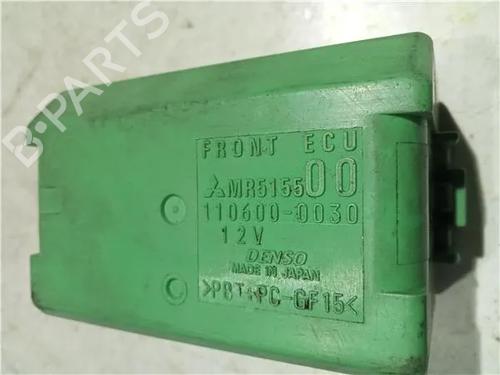 B-PARTS
FRONT ECU
MR515500
110600-0030
12V
DENSO
MADE IN JAPAN
>PBT+PC-GF15<